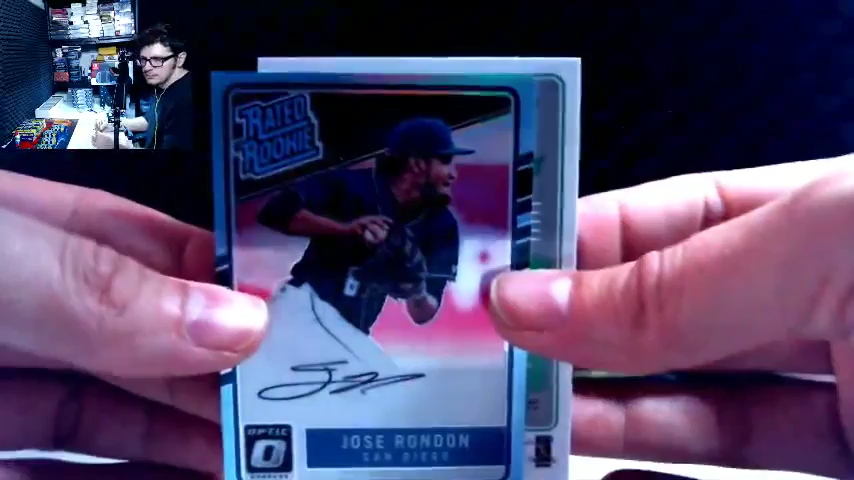 RATED
ROOKIE
OPTIC
JOSE RONDON
SAN DIEGO